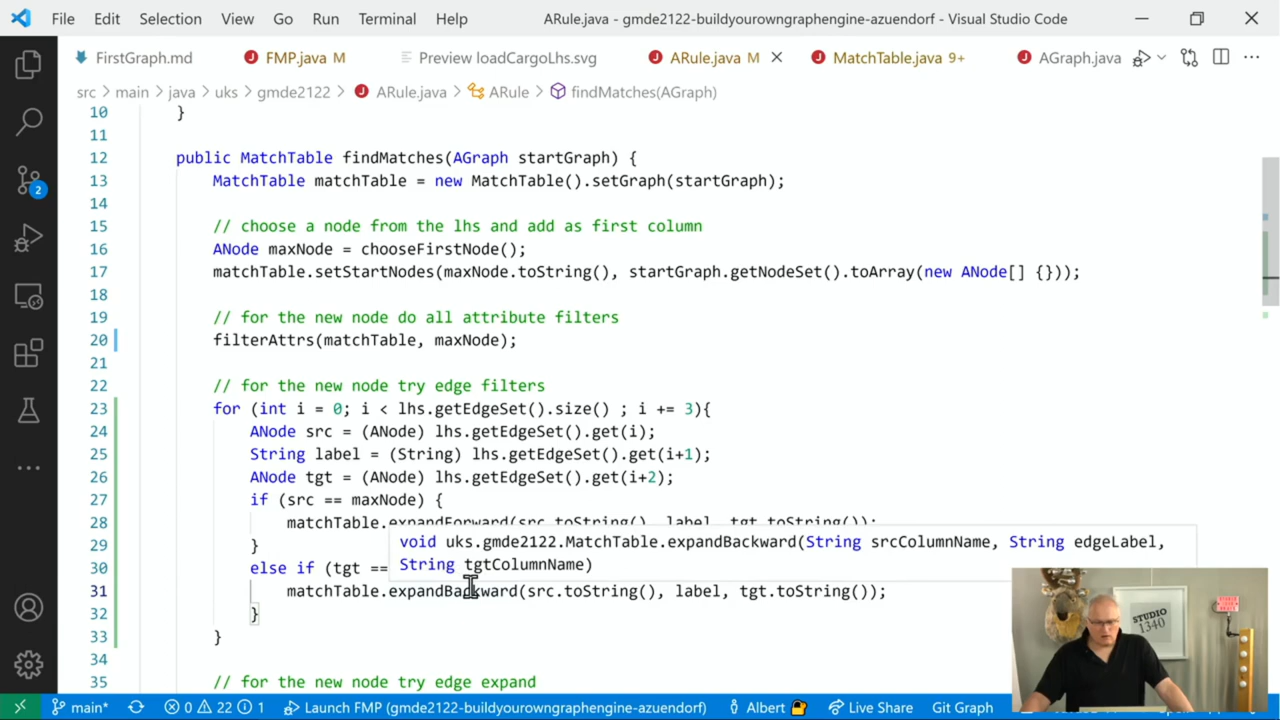 File Edit Selection View Go Run Terminal Help ARule.java - gmde2122-buildyourowngraphengine-azuendorf - Visual Studio Code
FirstGraph.md FMP.java M Preview loadCargoLhs.svg ARule.java M MatchTable.java 9+ AGraph.java
src > main > java > uks > gmde2122 > ARule.java > ARule > findMatches(AGraph)
10 }
11
12 public MatchTable findMatches(AGraph startGraph) {
13 MatchTable matchTable = new MatchTable().setGraph(startGraph);
14
15 // choose a node from the lhs and add as first column
16 ANode maxNode = chooseFirstNode();
17 matchTable.setStartNodes(maxNode.toString(), startGraph.getNodeSet().toArray(new ANode[] {}));
18
19 // for the new node do all attribute filters
20 filterAttrs(matchTable, maxNode);
21
22 // for the new node try edge filters
23 for (int i = 0; i < lhs.getEdgeSet().size() ; i += 3){
24 ANode src = (ANode) lhs.getEdgeSet().get(i);
25 String label = (String) lhs.getEdgeSet().get(i+1);
26 ANode tgt = (ANode) lhs.getEdgeSet().get(i+2);
27 if (src == maxNode) {
28 matchTable.expandForward(src.toString(), label, tgt.toString());
void uks.gmde2122.MatchTable.expandBackward(String srcColumnName, String edgeLabel,
29 }
String tgtColumnName)
30 else if (tgt ==
31 matchTable.expandBackward(src.toString(), label, tgt.toString());
32 }
33 }
34
35 // for the new node try edge expand
2
STUDIO
1340
main* 0 22 1 Launch FMP (gmde2122-buildyourowngraphengine-azuendorf) Albert Live Share Git Graph